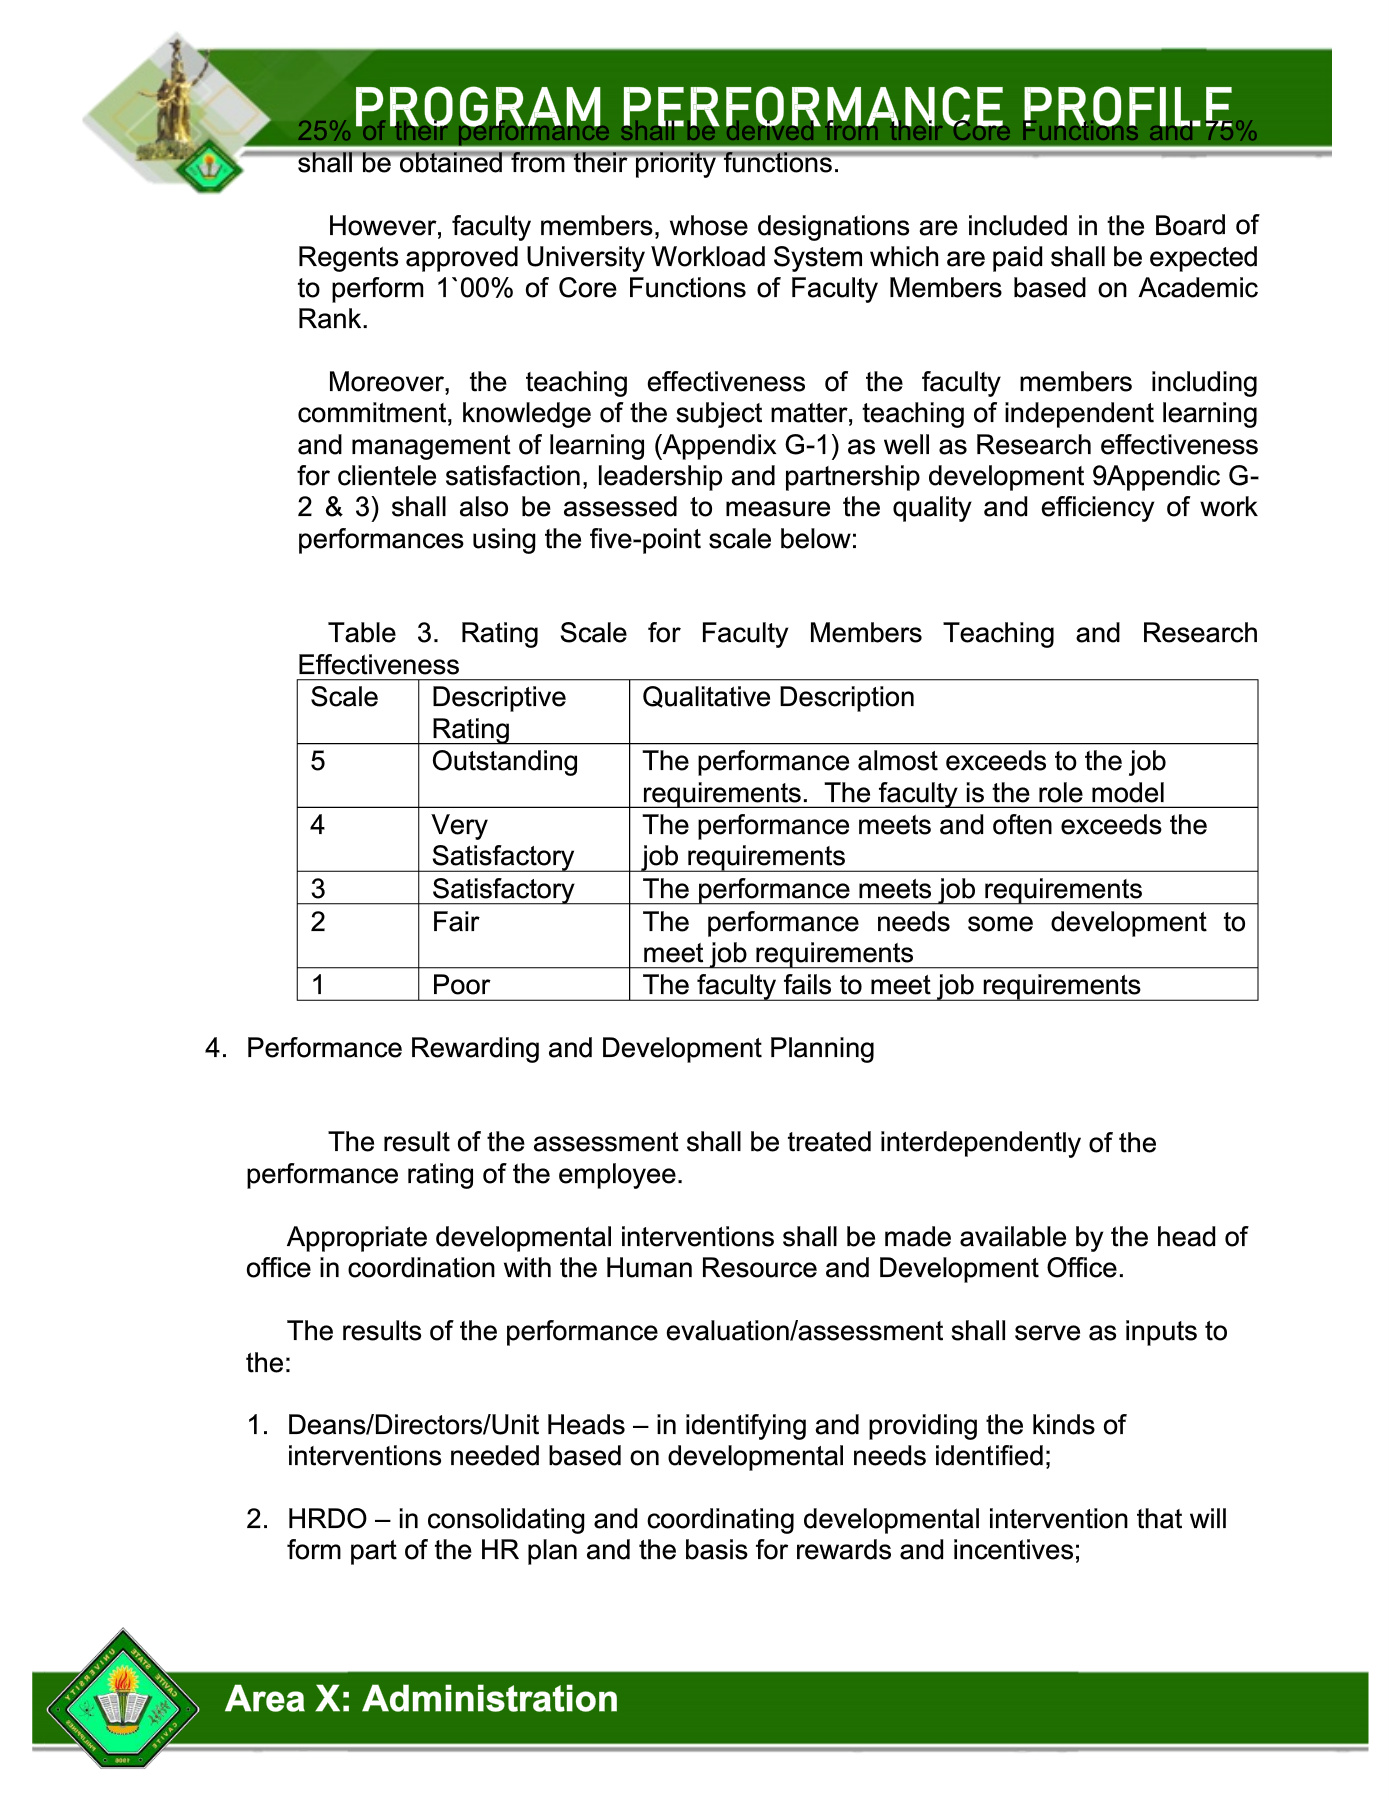 PROGRAM PERFORMANCE PROFILE
25% of their performance shall be derived from their Core Functions and 75%
shall be obtained from their priority functions.
However, faculty members, whose designations are included in the Board of
Regents approved University Workload System which are paid shall be expected
to perform 1`00% of Core Functions of Faculty Members based on Academic
Rank.
Moreover, the teaching effectiveness of the faculty members including
commitment, knowledge of the subject matter, teaching of independent learning
and management of learning (Appendix G-1) as well as Research effectiveness
for clientele satisfaction, leadership and partnership development 9Appendic G-
2 & 3) shall also be assessed to measure the quality and efficiency of work
performances using the five-point scale below:
Table 3. Rating Scale for Faculty Members Teaching and Research
Effectiveness
Scale Descriptive Qualitative Description
Rating
5 Outstanding The performance almost exceeds to the job
requirements. The faculty is the role model
4 Very The performance meets and often exceeds the
Satisfactory job requirements
3 Satisfactory The performance meets job requirements
2 Fair The performance needs some development to
meet job requirements
1 Poor The faculty fails to meet job requirements
4. Performance Rewarding and Development Planning
The result of the assessment shall be treated interdependently of the
performance rating of the employee.
Appropriate developmental interventions shall be made available by the head of
office in coordination with the Human Resource and Development Office.
The results of the performance evaluation/assessment shall serve as inputs to
the:
1. Deans/Directors/Unit Heads – in identifying and providing the kinds of
interventions needed based on developmental needs identified;
2. HRDO – in consolidating and coordinating developmental intervention that will
form part of the HR plan and the basis for rewards and incentives;
CAVITE STATE UNIVERSITY
CAVITE PHILIPPINES
1906
Area X: Administration